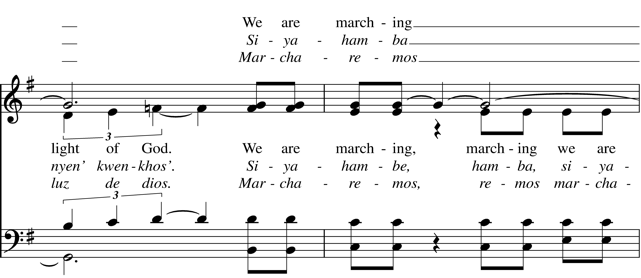 We are march - ing
Si - ya - ham - ba
Mar - cha - re - mos
3
light of God. We are march - ing, march - ing we are
nyen' kwen - khos'. Si - ya - ham - be, ham - ba, si - ya -
luz de dios. Mar - cha - re - mos, re - mos mar - cha -
3